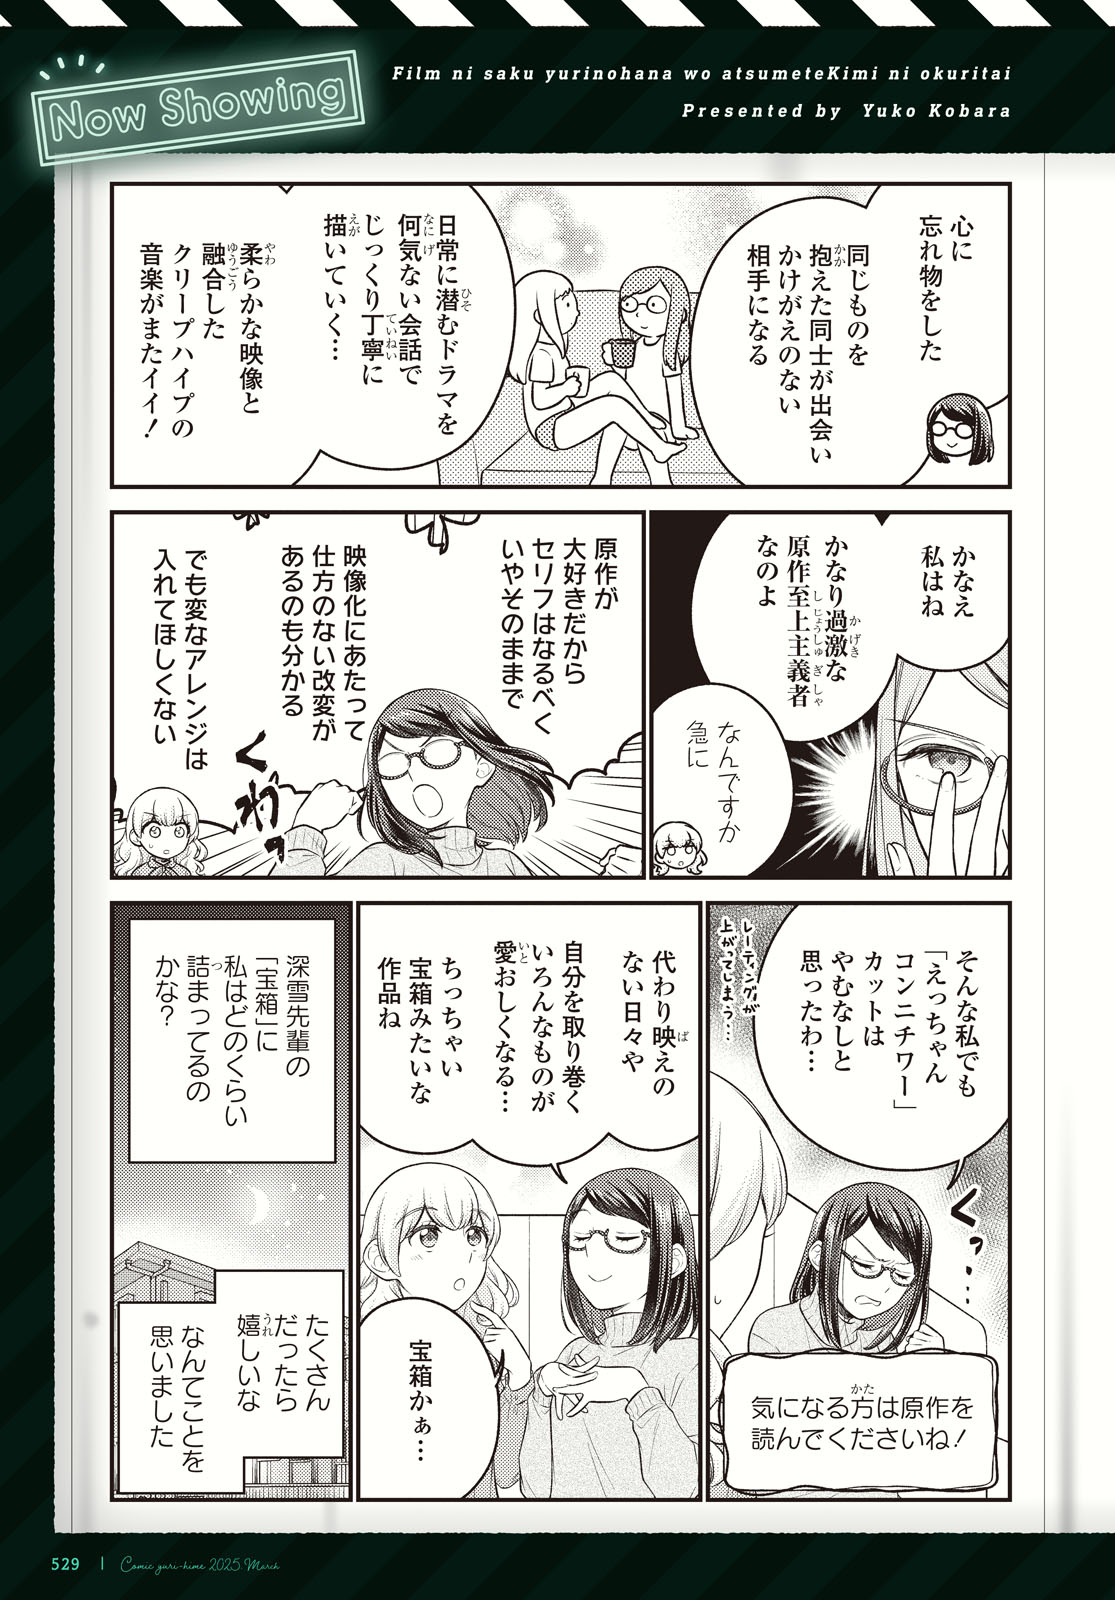 Now Showing
Film ni saku yurinohana wo atsumeteKimi ni okuritai
Presented by Yuko Kobara
心に
忘れ物をした
同じものを
抱えた同士が出会い
かけがえのない
相手になる
日常に潜むドラマを
何気ない会話で
じっくり丁寧に
描いていく…
柔らかな映像と
融合した
クリープハイプの
音楽がまたイイ！
かなえ
私はね
かなり過激な
原作至上主義者
なのよ
なんですか
急に
原作が
大好きだから
セリフはなるべく
いやそのままで
映像化にあたって
仕方のない改変が
あるのも分かる
でも変なアレンジは
入れてほしくない
くわっ
そんな私でも
「えっちゃん
コンニチワー」
カットは
やむなしと
思ったわ…
レーティングが
上がってしまう…
くっ…
気になる方は原作を
読んでくださいね！
代わり映えの
ない日々や
自分を取り巻く
いろんなものが
愛おしくなる…
ちっちゃい
宝箱みたいな
作品ね
宝箱かぁ…
深雪先輩の
「宝箱」に
私はどのくらい
詰まってるの
かな？
たくさん
だったら
嬉しいな
なんてことを
思いました
529 | Comic yuri-hime 2025.March